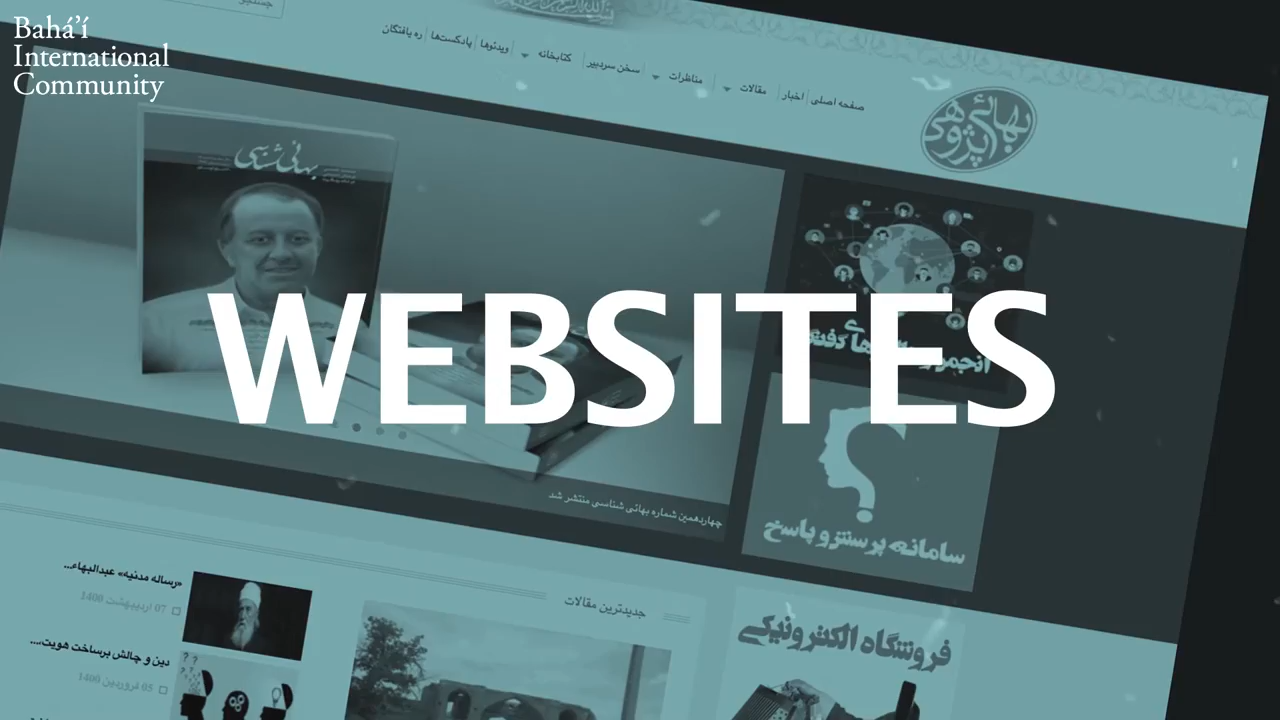 Bahá’í
International
Community
صفحه اصلی
اخبار
مقالات
مناظرات
سخن سردبیر
کتابخانه
ویدئوها
پادکست‌ها
ره یافتگان
بهائی پژوهی
بهائی شناسی
WEBSITES
سامانه پرسش و پاسخ
چهاردهمین شماره بهائی شناسی منتشر شد
جدیدترین مقالات
فروشگاه الکترونیکی
«رساله مدنیه» عبدالبهاء...
07 اردیبهشت 1400
دین و چالش برساخت هویت...
05 فروردین 1400